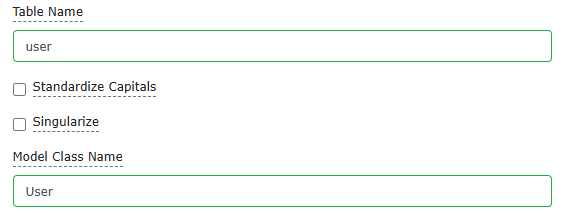 Table Name
user
Standardize Capitals
Singularize
Model Class Name
User